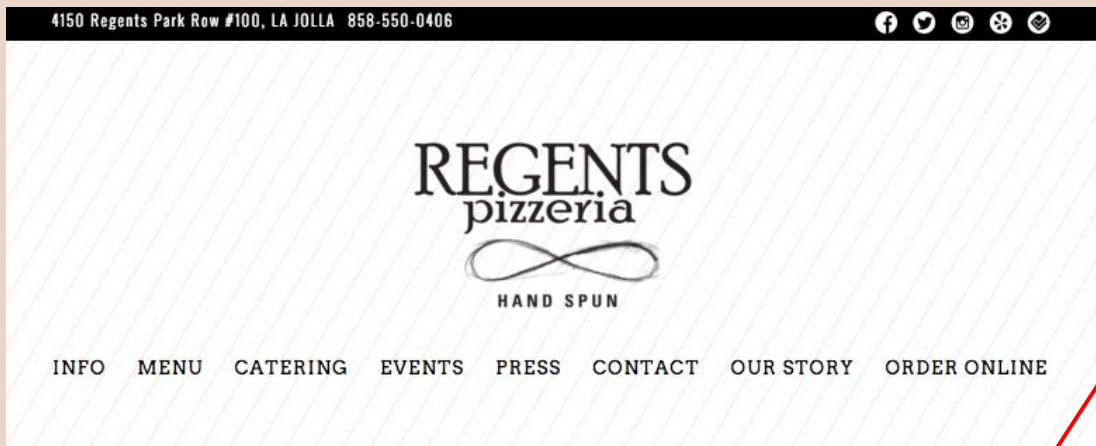 4150 Regents Park Row #100, LA JOLLA 858-550-0406
REGENTS
pizzeria
HAND SPUN
INFO MENU CATERING EVENTS PRESS CONTACT OUR STORY ORDER ONLINE